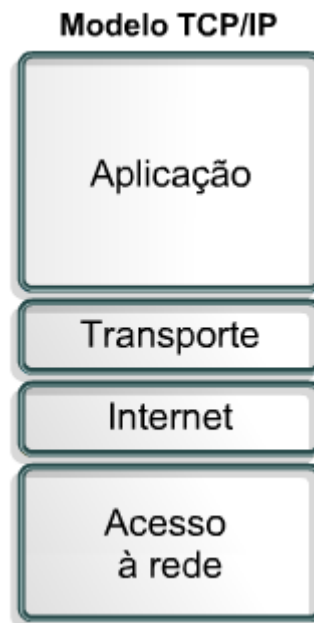 Modelo TCP/IP
Aplicação
Transporte
Internet
Acesso
à rede